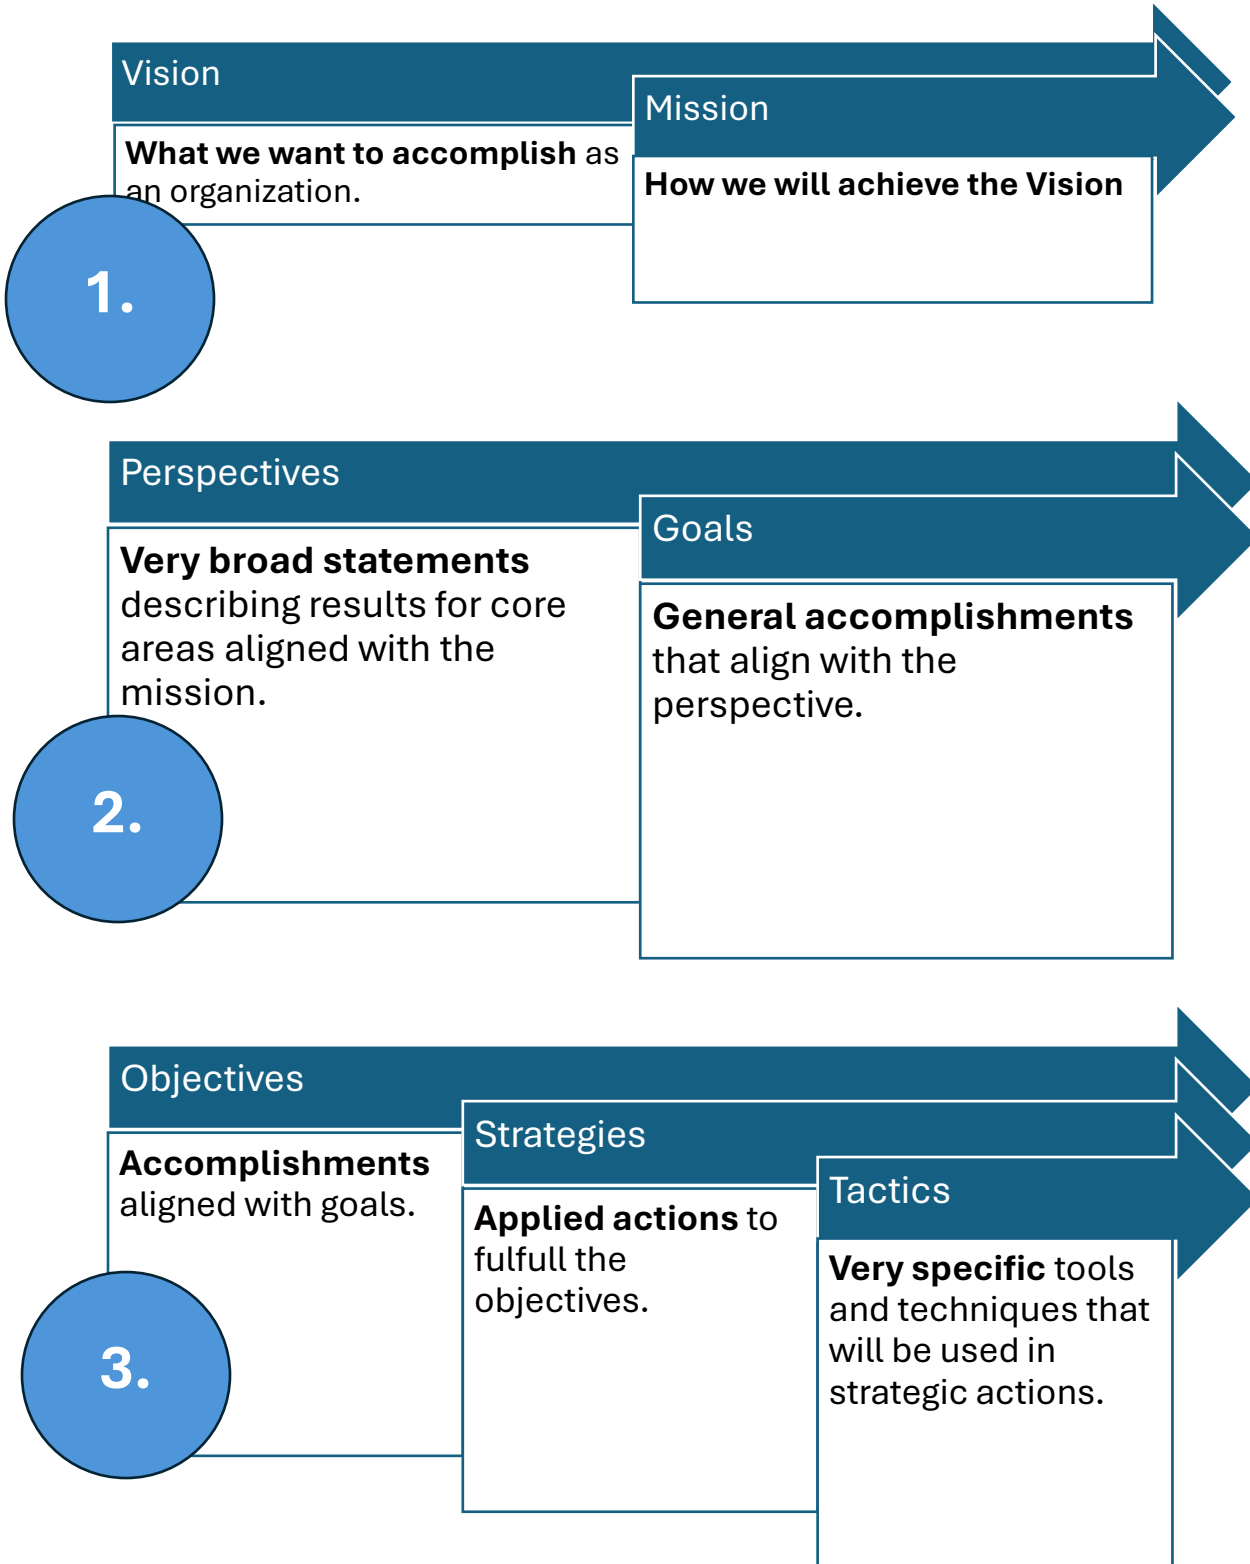 Vision
What we want to accomplish as
an organization.
Mission
How we will achieve the Vision
1.
Perspectives
Very broad statements
describing results for core
areas aligned with the
mission.
Goals
General accomplishments
that align with the
perspective.
2.
Objectives
Accomplishments
aligned with goals.
Strategies
Applied actions to
fulfull the
objectives.
Tactics
Very specific tools
and techniques that
will be used in
strategic actions.
3.